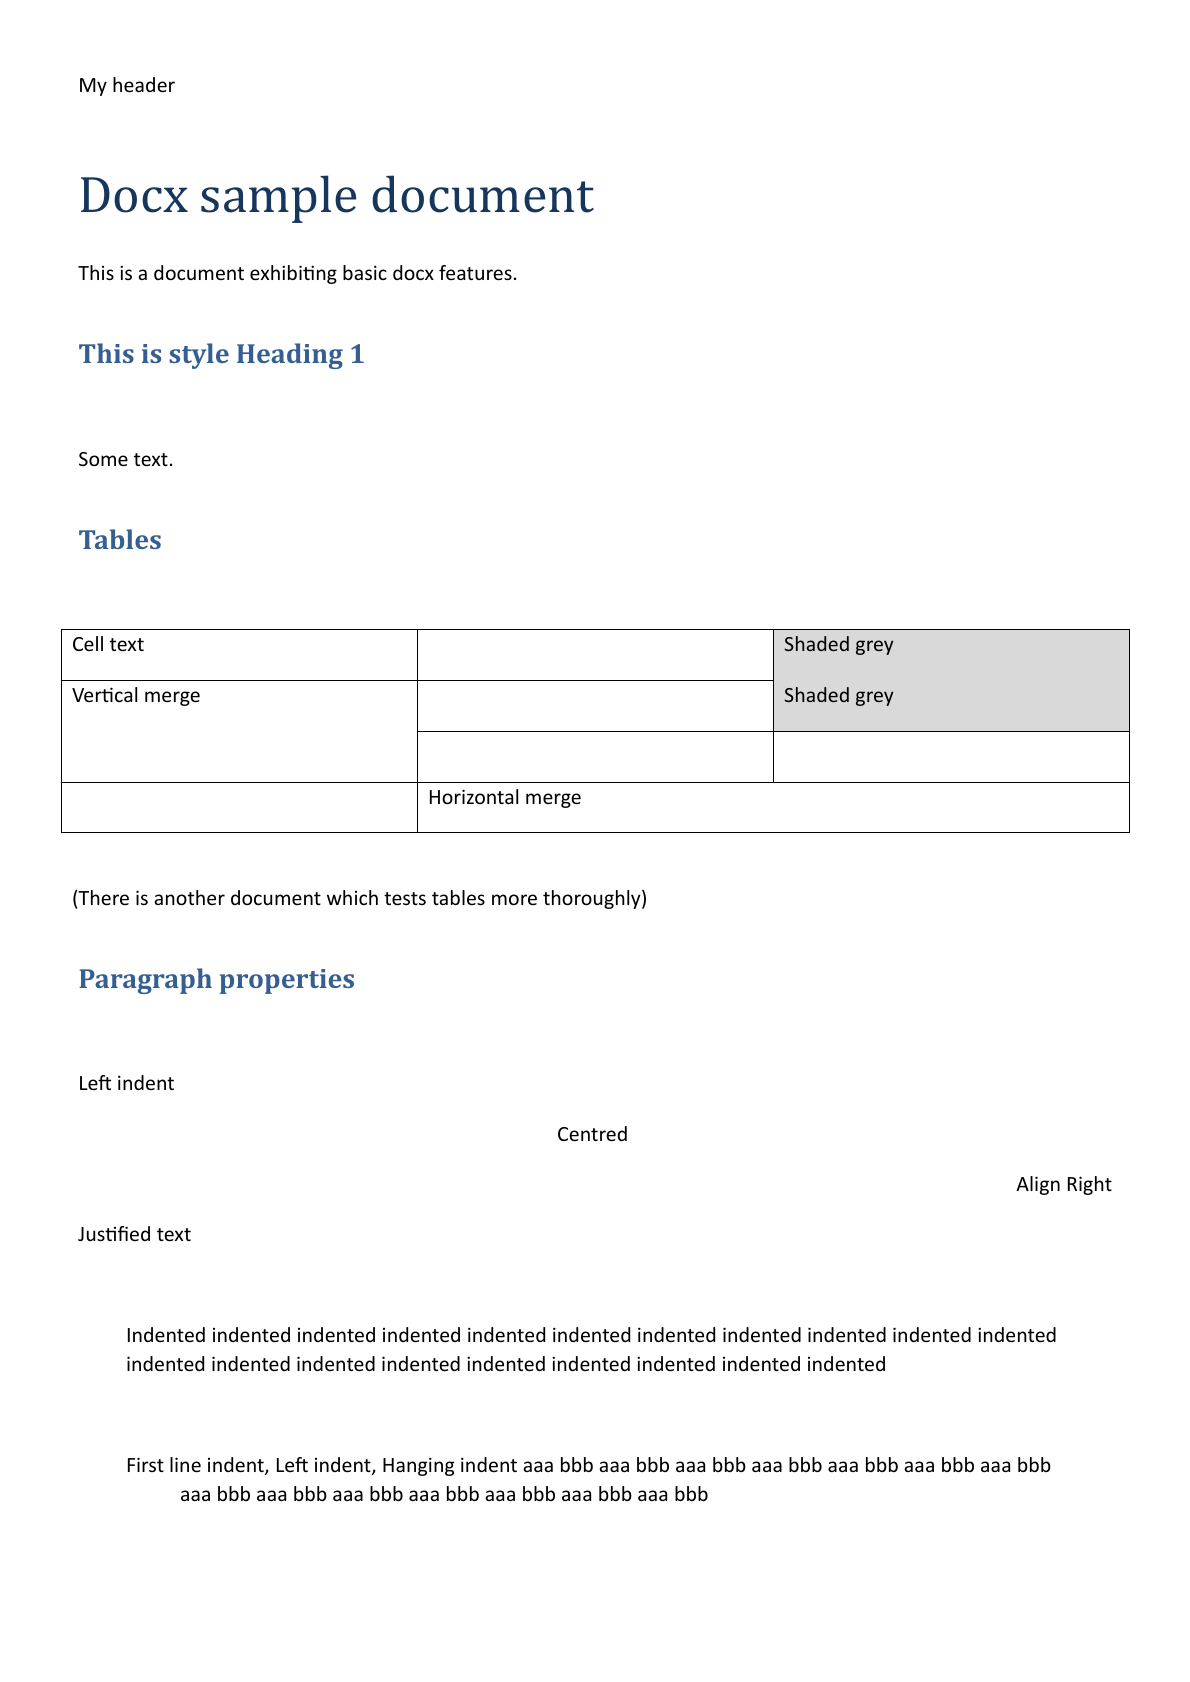 My header
Docx sample document
This is a document exhibiting basic docx features.
This is style Heading 1
Some text.
Tables
Cell text
Shaded grey
Vertical merge
Shaded grey
Horizontal merge
(There is another document which tests tables more thoroughly)
Paragraph properties
Left indent
Centred
Align Right
Justified text
Indented indented indented indented indented indented indented indented indented indented indented
indented indented indented indented indented indented indented indented indented
First line indent, Left indent, Hanging indent aaa bbb aaa bbb aaa bbb aaa bbb aaa bbb aaa bbb aaa bbb
aaa bbb aaa bbb aaa bbb aaa bbb aaa bbb aaa bbb aaa bbb